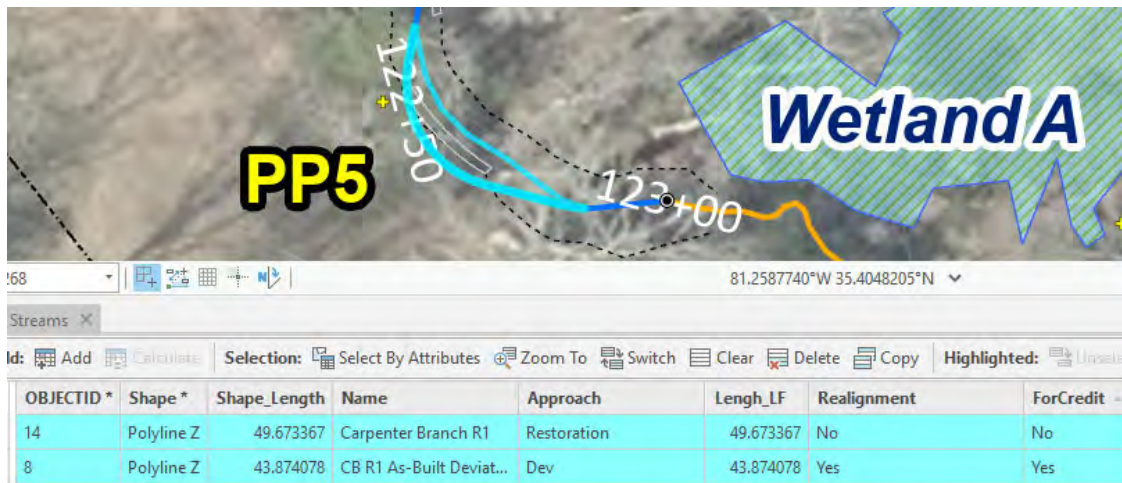 122+50
Wetland A
PP5
123+00
268
81.2587740°W 35.4048205°N
Streams
Add Calculate Selection: Select By Attributes Zoom To Switch Clear Delete Copy Highlighted:
OBJECTID * Shape * Shape_Length Name Approach Lengh_LF Realignment ForCredit
14 Polyline Z 49.673367 Carpenter Branch R1 Restoration 49.673367 No No
8 Polyline Z 43.874078 CB R1 As-Built Deviat... Dev 43.874078 Yes Yes